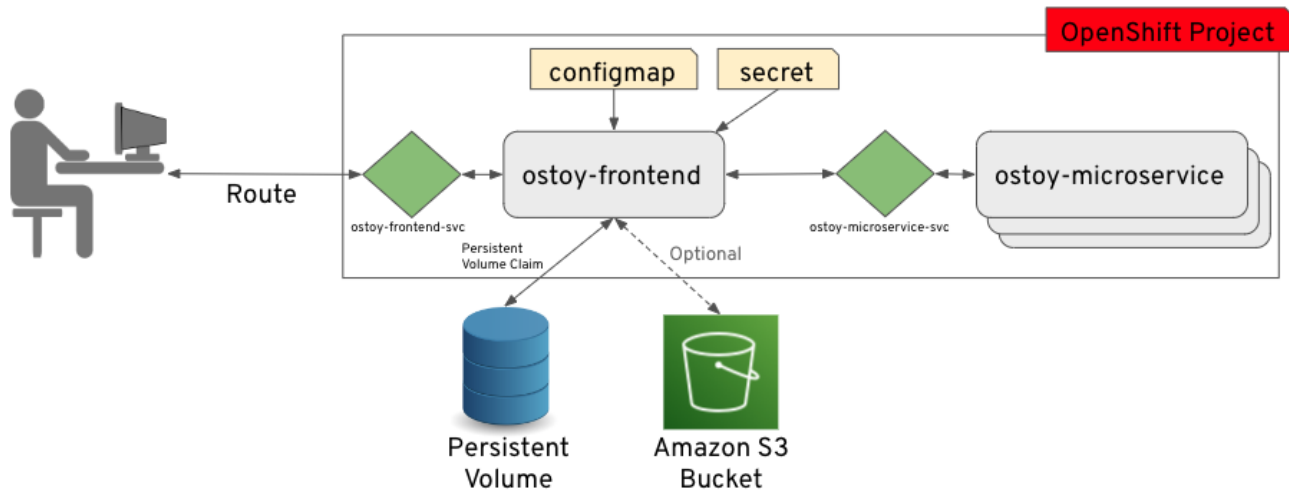 OpenShift Project
configmap
secret
Route
ostoy-frontend-svc
ostoy-frontend
ostoy-microservice-svc
ostoy-microservice
Persistent
Volume Claim
Optional
Persistent
Volume
Amazon S3
Bucket